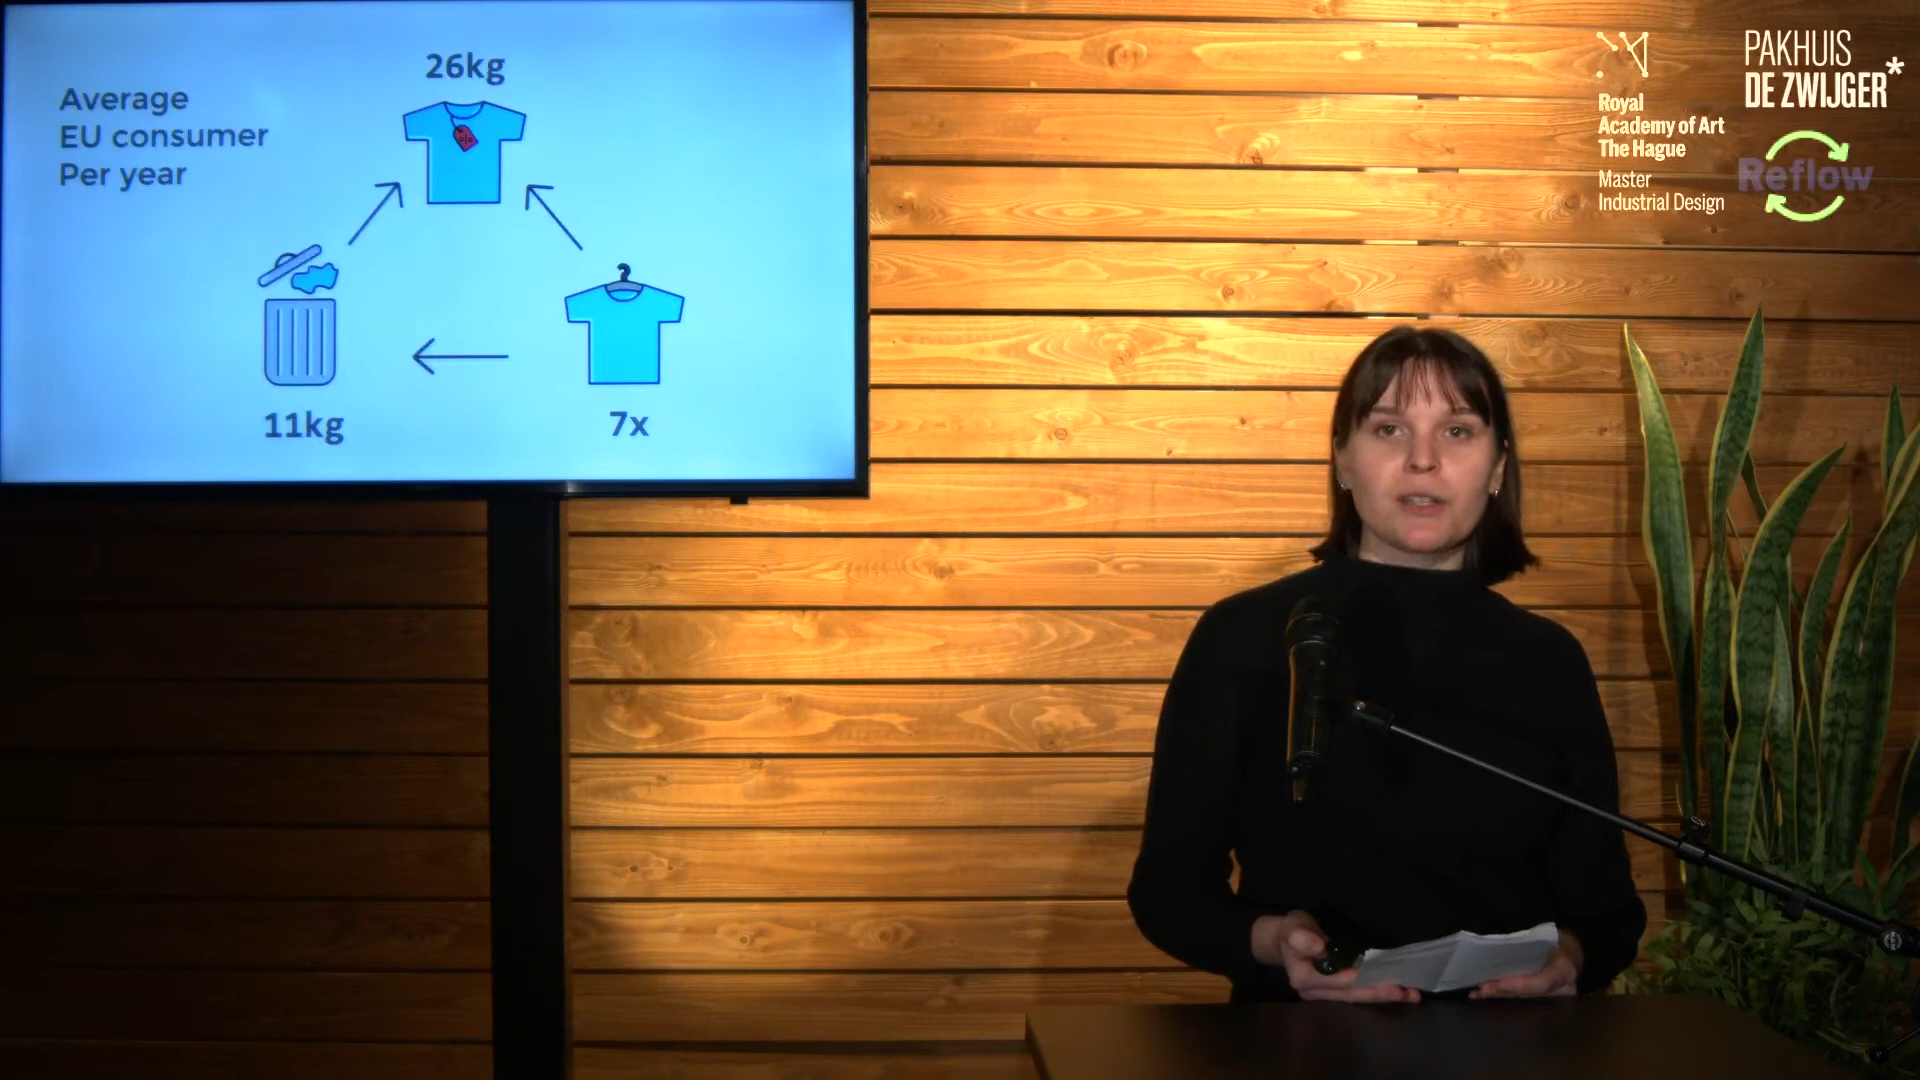 26kg
Average
EU consumer
Per year
11kg
7x
Royal
Academy of Art
The Hague
Master
Industrial Design
PAKHUIS
DE ZWIJGER*
Reflow